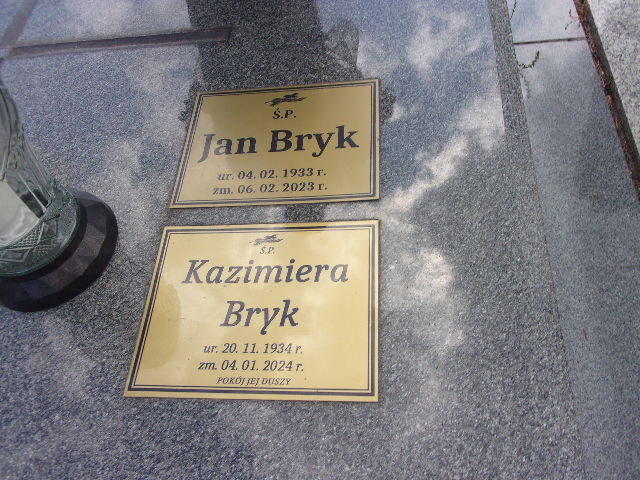 Ś.P.
Jan Bryk
ur. 04. 02. 1933 r.
zm. 06. 02. 2023 r.
Ś.P.
Kazimiera
Bryk
ur. 20. 11. 1934 r.
zm. 04. 01. 2024 r.
POKÓJ JEJ DUSZY